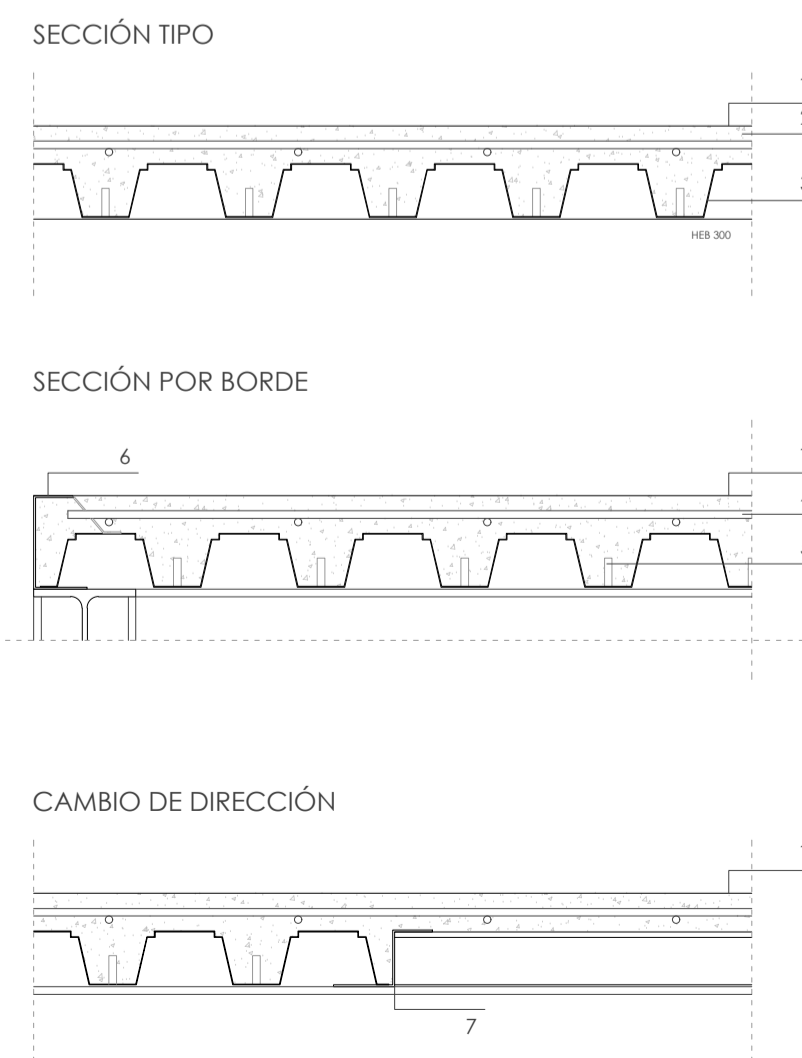 SECCIÓN TIPO
HEB 300
SECCIÓN POR BORDE
6
CAMBIO DE DIRECCIÓN
7